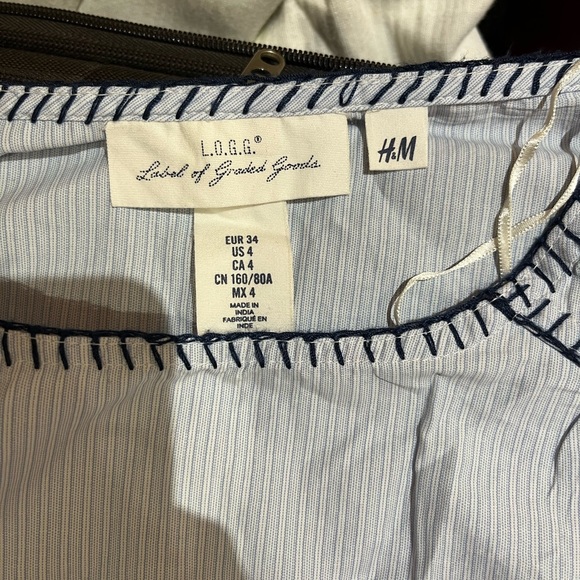 L.O.G.G.®
Label of Graded Goods
H&M
EUR 34
US 4
CA 4
CN 160/80A
MX 4
MADE IN
INDIA
FABRIQUÉ EN
INDE